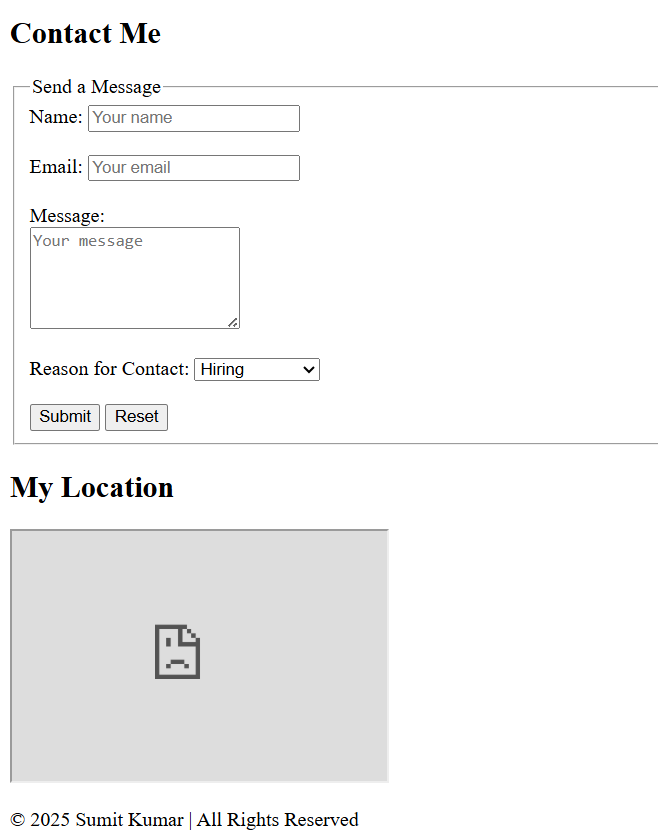 Contact Me
Send a Message
Name: Your name
Email: Your email
Message:
Your message
Reason for Contact: Hiring
Submit Reset
My Location
© 2025 Sumit Kumar | All Rights Reserved